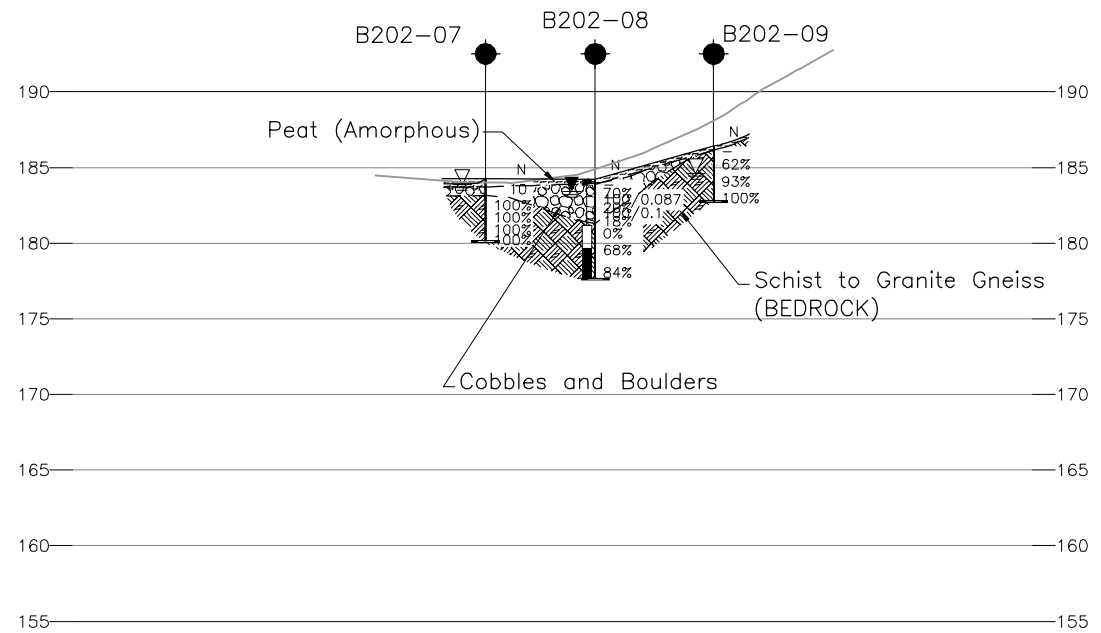 B202-08
B202-07
B202-09
190 190
Peat (Amorphous)
N
N
N
185 185
62%
93%
100%
10
100%
100%
100%
100%
70%
100/0.087
100/0.1
18%
0%
68%
84%
180 180
Schist to Granite Gneiss
(BEDROCK)
175 175
Cobbles and Boulders
170 170
165 165
160 160
155 155